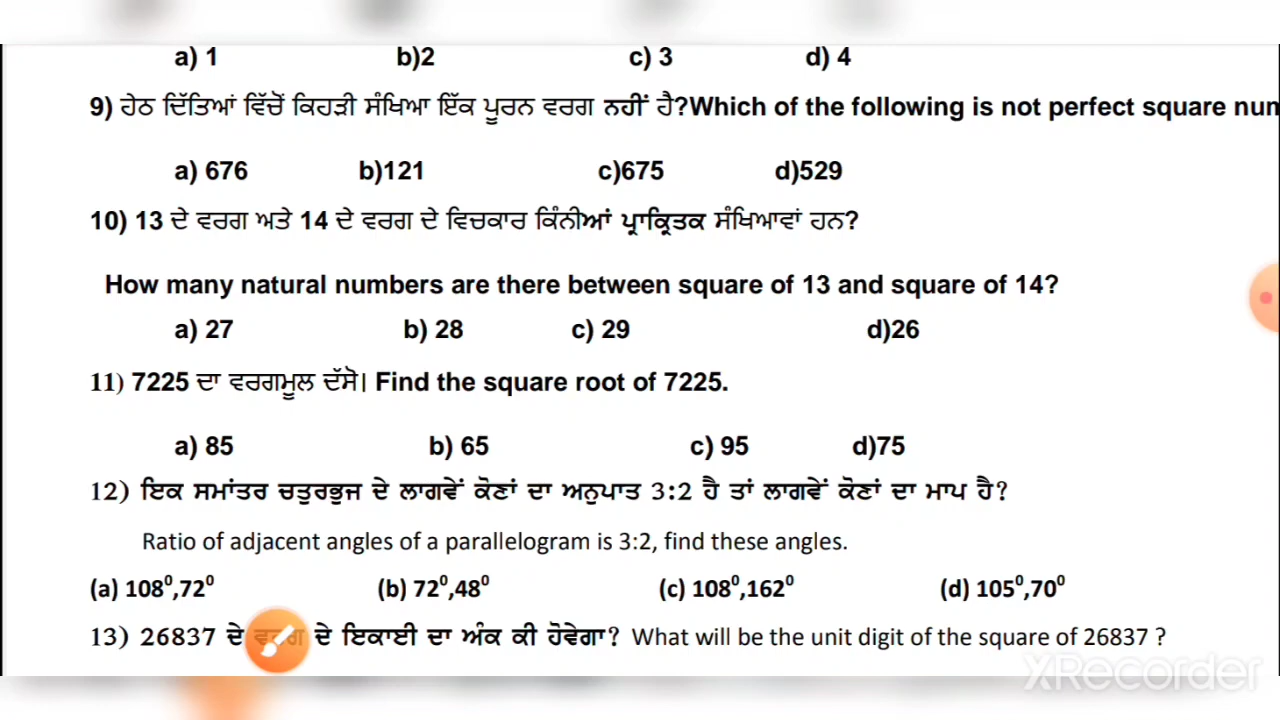 a) 1 b)2 c) 3 d) 4
9) ਹੇਠ ਦਿੱਤਿਆਂ ਵਿੱਚੋਂ ਕਿਹੜੀ ਸੰਖਿਆ ਇੱਕ ਪੂਰਨ ਵਰਗ ਨਹੀਂ ਹੈ?Which of the following is not perfect square num
a) 676 b)121 c)675 d)529
10) 13 ਦੇ ਵਰਗ ਅਤੇ 14 ਦੇ ਵਰਗ ਦੇ ਵਿਚਕਾਰ ਕਿੰਨੀਆਂ ਪ੍ਰਾਕ੍ਰਿਤਕ ਸੰਖਿਆਵਾਂ ਹਨ?
How many natural numbers are there between square of 13 and square of 14?
a) 27 b) 28 c) 29 d)26
11) 7225 ਦਾ ਵਰਗਮੂਲ ਦੱਸੋ। Find the square root of 7225.
a) 85 b) 65 c) 95 d)75
12) ਇਕ ਸਮਾਂਤਰ ਚਤੁਰਭੁਜ ਦੇ ਲਾਗਵੇਂ ਕੋਣਾਂ ਦਾ ਅਨੁਪਾਤ 3:2 ਹੈ ਤਾਂ ਲਾਗਵੇਂ ਕੋਣਾਂ ਦਾ ਮਾਪ ਹੈ?
Ratio of adjacent angles of a parallelogram is 3:2, find these angles.
(a) 108⁰,72⁰ (b) 72⁰,48⁰ (c) 108⁰,162⁰ (d) 105⁰,70⁰
13) 26837 ਦੇ ਵਰਗ ਦੇ ਇਕਾਈ ਦਾ ਅੰਕ ਕੀ ਹੋਵੇਗਾ? What will be the unit digit of the square of 26837 ?
XRecorder